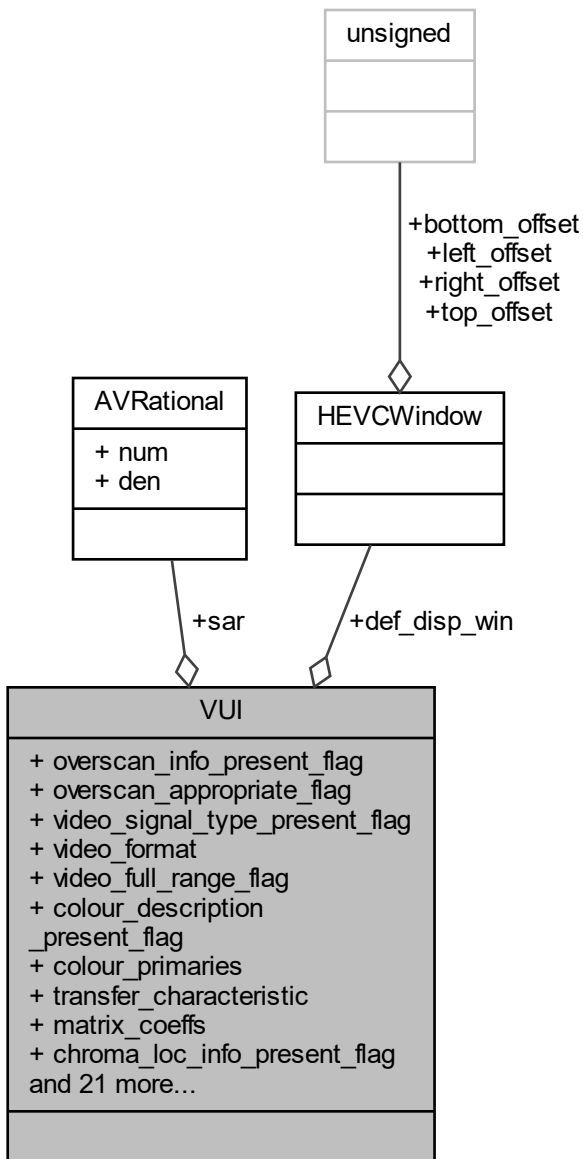 unsigned
+bottom_offset
+left_offset
+right_offset
+top_offset
AVRational
+ num
+ den
HEVCWindow
+sar
+def_disp_win
VUI
+ overscan_info_present_flag
+ overscan_appropriate_flag
+ video_signal_type_present_flag
+ video_format
+ video_full_range_flag
+ colour_description
_present_flag
+ colour_primaries
+ transfer_characteristic
+ matrix_coeffs
+ chroma_loc_info_present_flag
and 21 more...